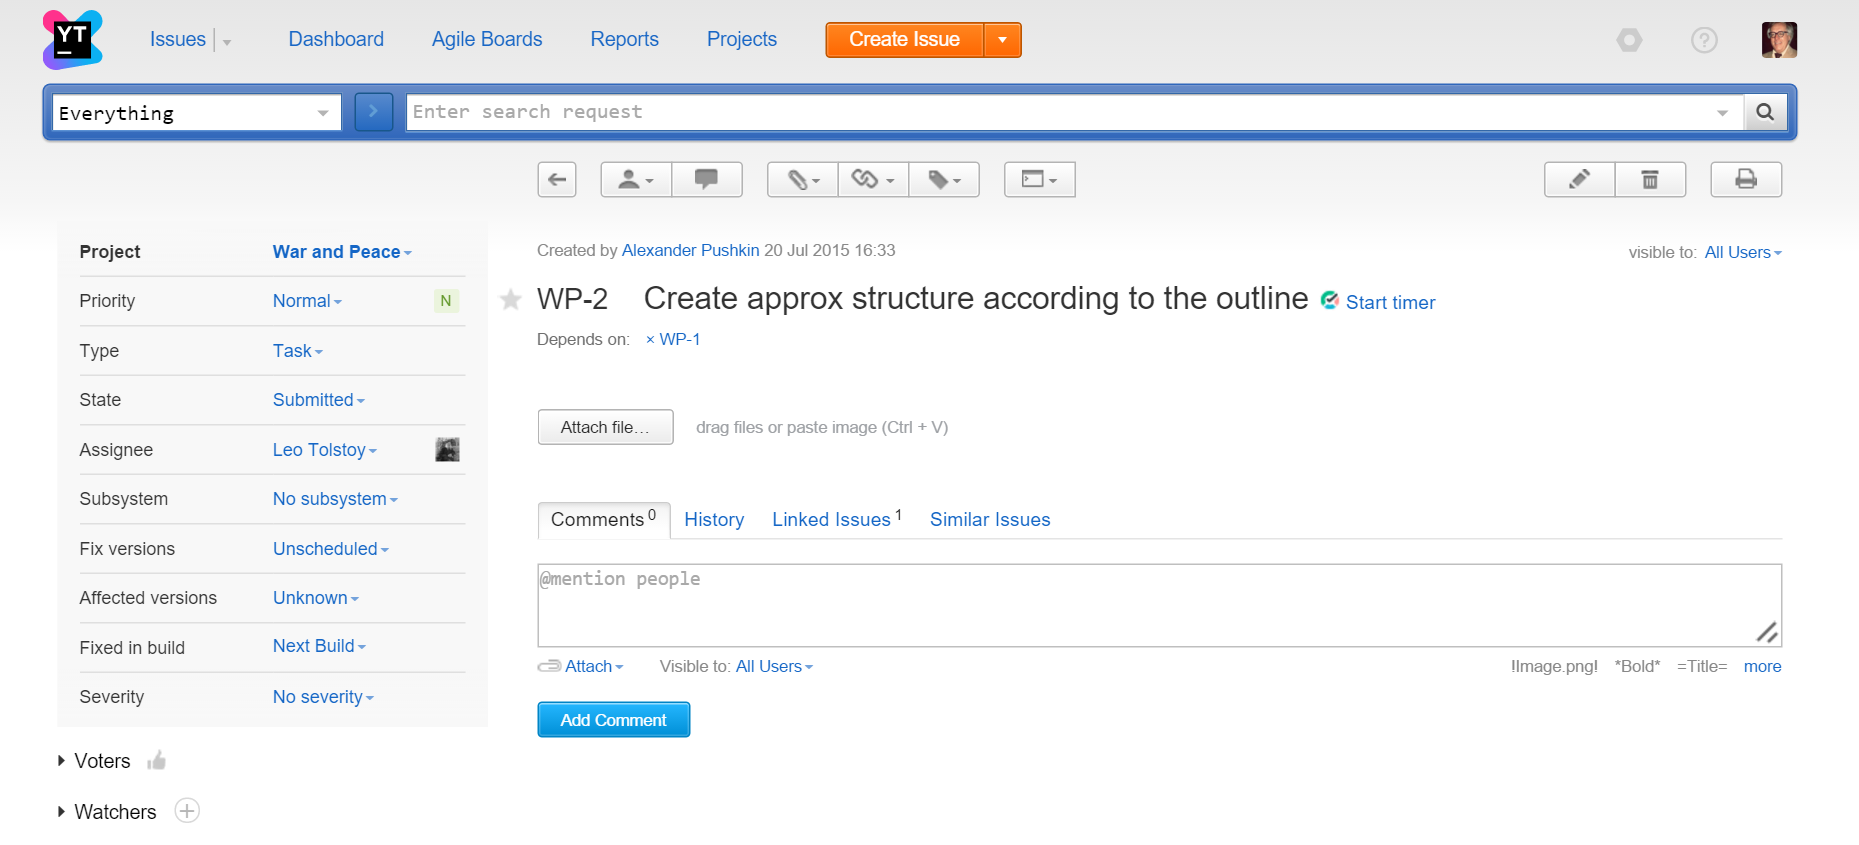 YT
Issues
Dashboard
Agile Boards
Reports
Projects
Create Issue
?
Everything
Enter search request
Project War and Peace
Priority Normal N
Type Task
State Submitted
Assignee Leo Tolstoy
Subsystem No subsystem
Fix versions Unscheduled
Affected versions Unknown
Fixed in build Next Build
Severity No severity
Voters
Watchers
Created by Alexander Pushkin 20 Jul 2015 16:33
visible to: All Users
WP-2 Create approx structure according to the outline Start timer
Depends on: × WP-1
Attach file… drag files or paste image (Ctrl + V)
Comments 0 History Linked Issues 1 Similar Issues
@mention people
Attach Visible to: All Users !Image.png! *Bold* =Title= more
Add Comment